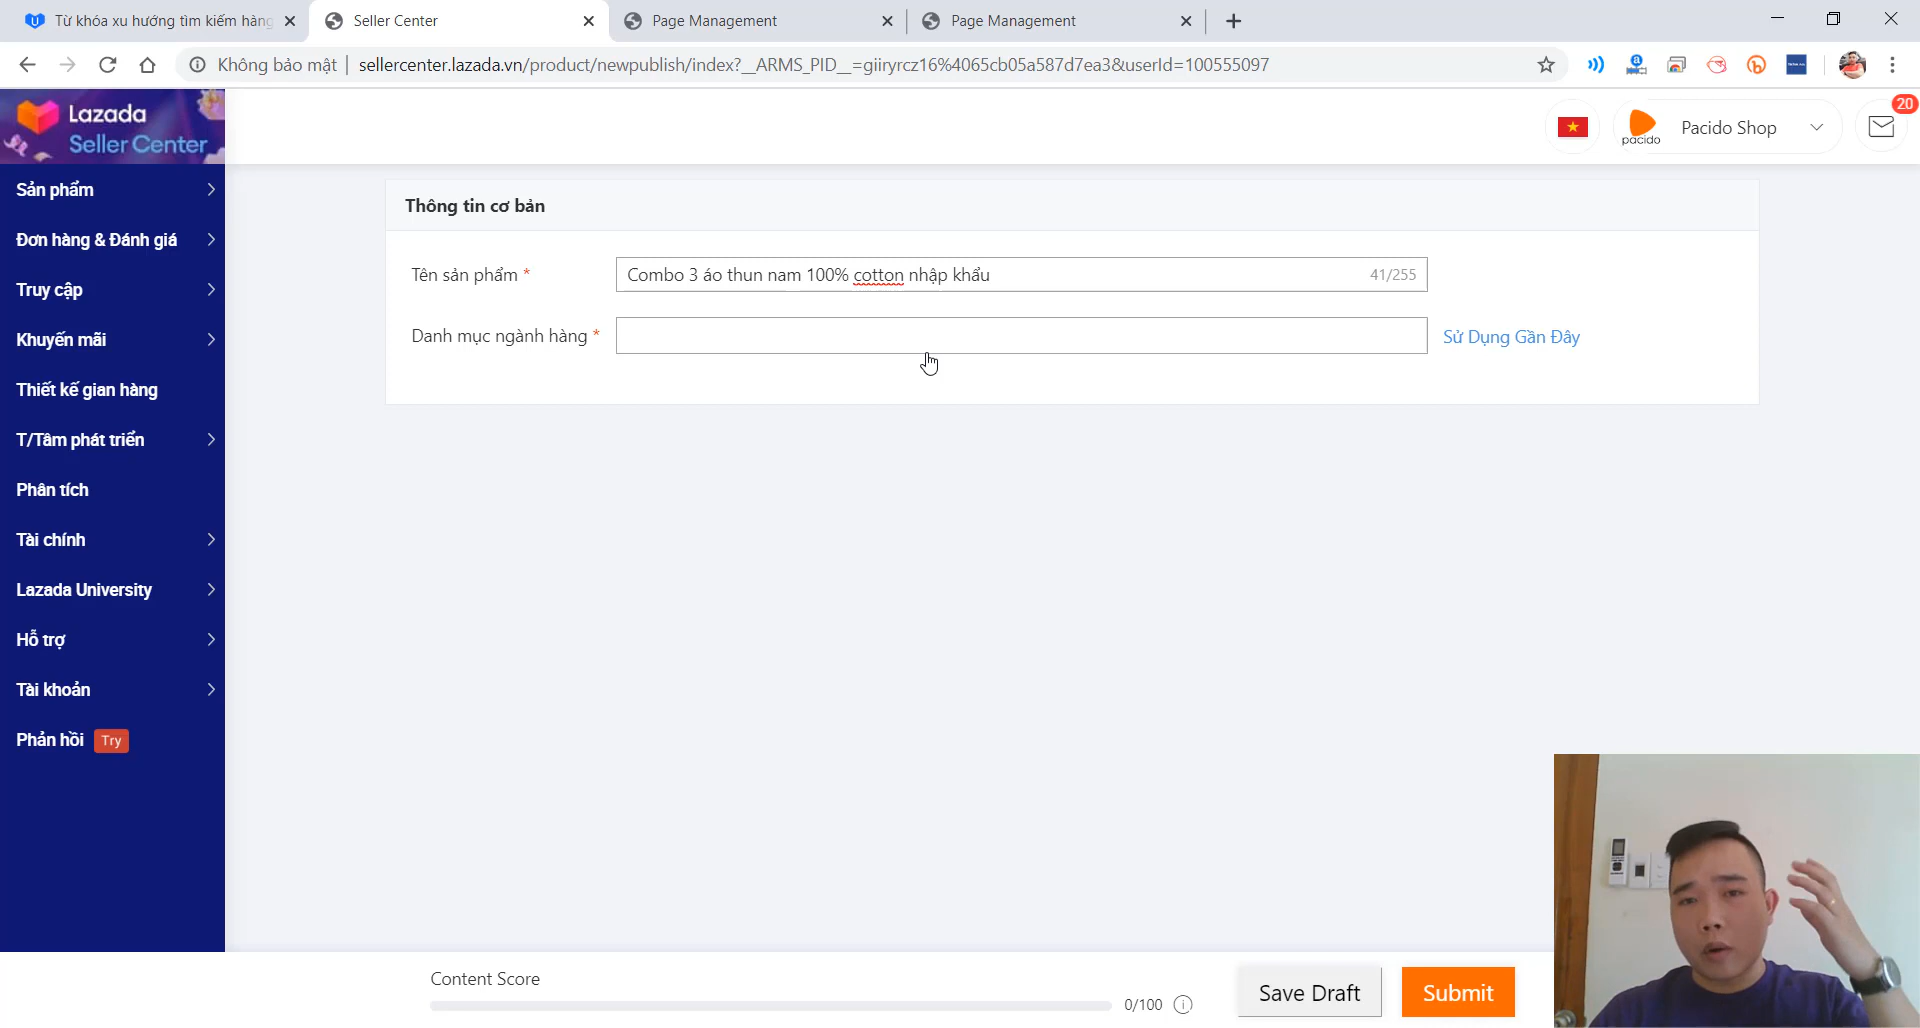 Từ khóa xu hướng tìm kiếm hàng
Seller Center
Page Management
Page Management
Không bảo mật
sellercenter.lazada.vn/product/newpublish/index?__ARMS_PID__=giiryrcz16%4065cb05a587d7ea3&userId=100555097
Lazada
Seller Center
pacido
Pacido Shop
20
Sản phẩm
Đơn hàng & Đánh giá
Truy cập
Khuyến mãi
Thiết kế gian hàng
T/Tâm phát triển
Phân tích
Tài chính
Lazada University
Hỗ trợ
Tài khoản
Phản hồi Try
Thông tin cơ bản
Tên sản phẩm *
Combo 3 áo thun nam 100% cotton nhập khẩu
41/255
Danh mục ngành hàng *
Sử Dụng Gần Đây
Content Score
0/100
Save Draft
Submit